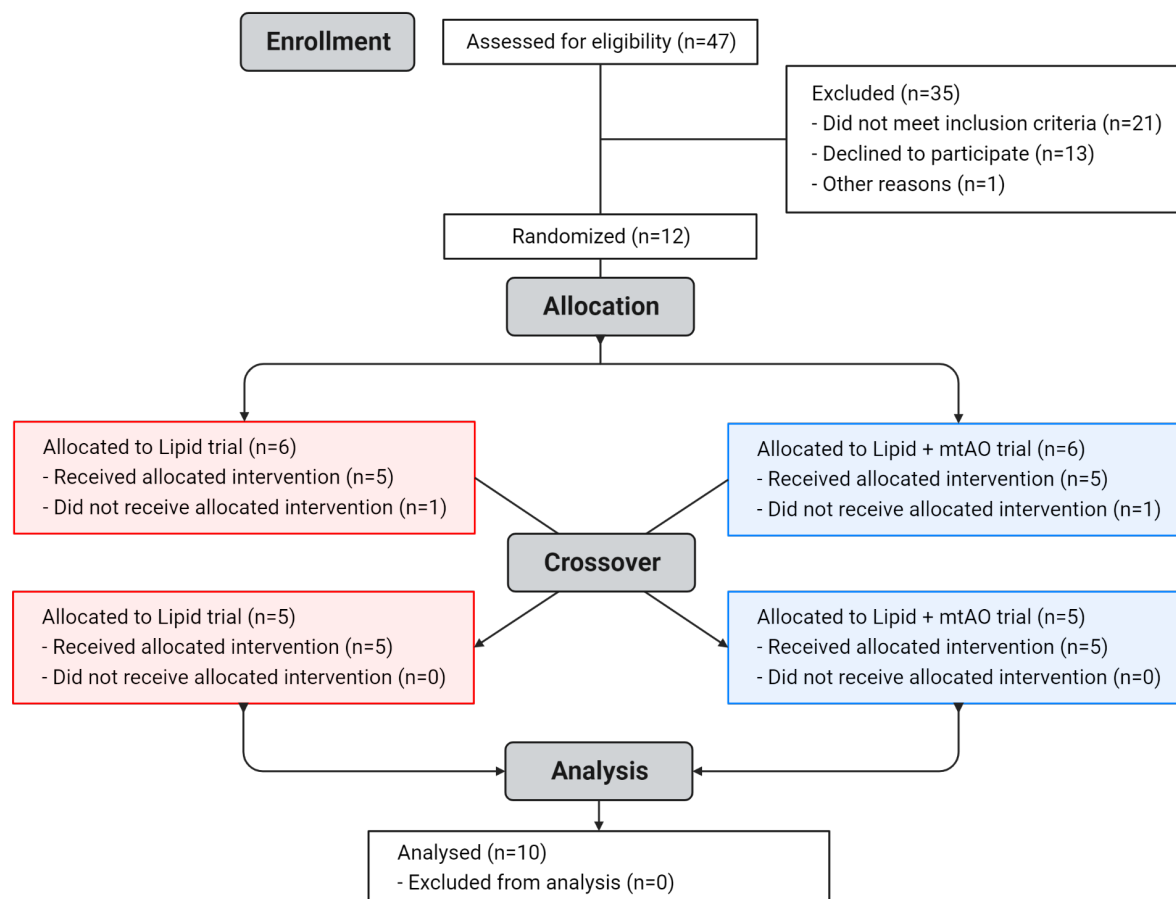 Enrollment
Assessed for eligibility (n=47)
Excluded (n=35)
- Did not meet inclusion criteria (n=21)
- Declined to participate (n=13)
- Other reasons (n=1)
Randomized (n=12)
Allocation
Allocated to Lipid trial (n=6)
- Received allocated intervention (n=5)
- Did not receive allocated intervention (n=1)
Allocated to Lipid + mtAO trial (n=6)
- Received allocated intervention (n=5)
- Did not receive allocated intervention (n=1)
Crossover
Allocated to Lipid trial (n=5)
- Received allocated intervention (n=5)
- Did not receive allocated intervention (n=0)
Allocated to Lipid + mtAO trial (n=5)
- Received allocated intervention (n=5)
- Did not receive allocated intervention (n=0)
Analysis
Analysed (n=10)
- Excluded from analysis (n=0)